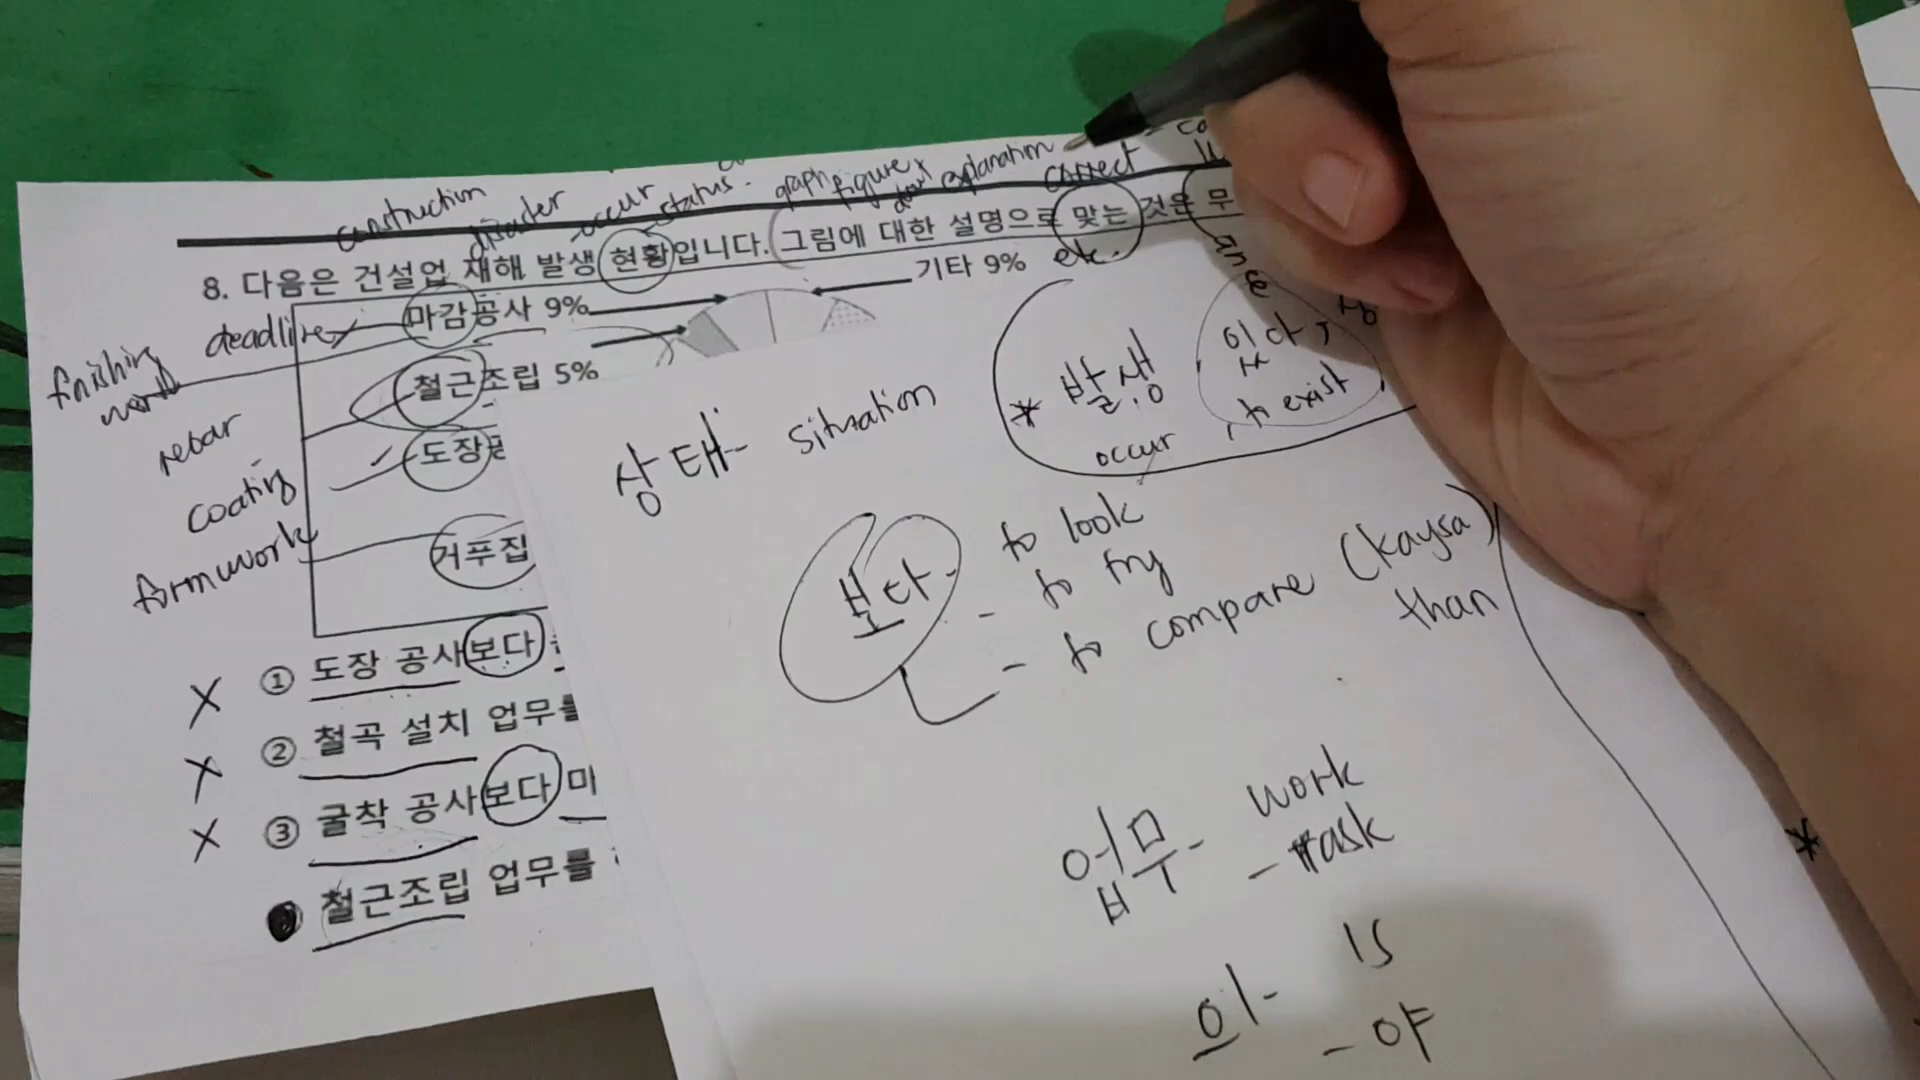 construction disaster occur status. graph figure explanation correct
8. 다음은 건설업 재해 발생 현황입니다. 그림에 대한 설명으로 맞는 것은 무
기타 9% etc.
deadline 마감공사 9%
finishing work
철근조립 5%
rebar
도장
coating
거푸집
formwork
① 도장 공사보다
② 철곡 설치 업무를
③ 굴착 공사보다 미
철근조립 업무를
상태- situation
* 발생 있다,
occur to exist
보다 - to look
- to try
- to compare (kaysa)
than
업무- work
- task
이- is
- 야
*